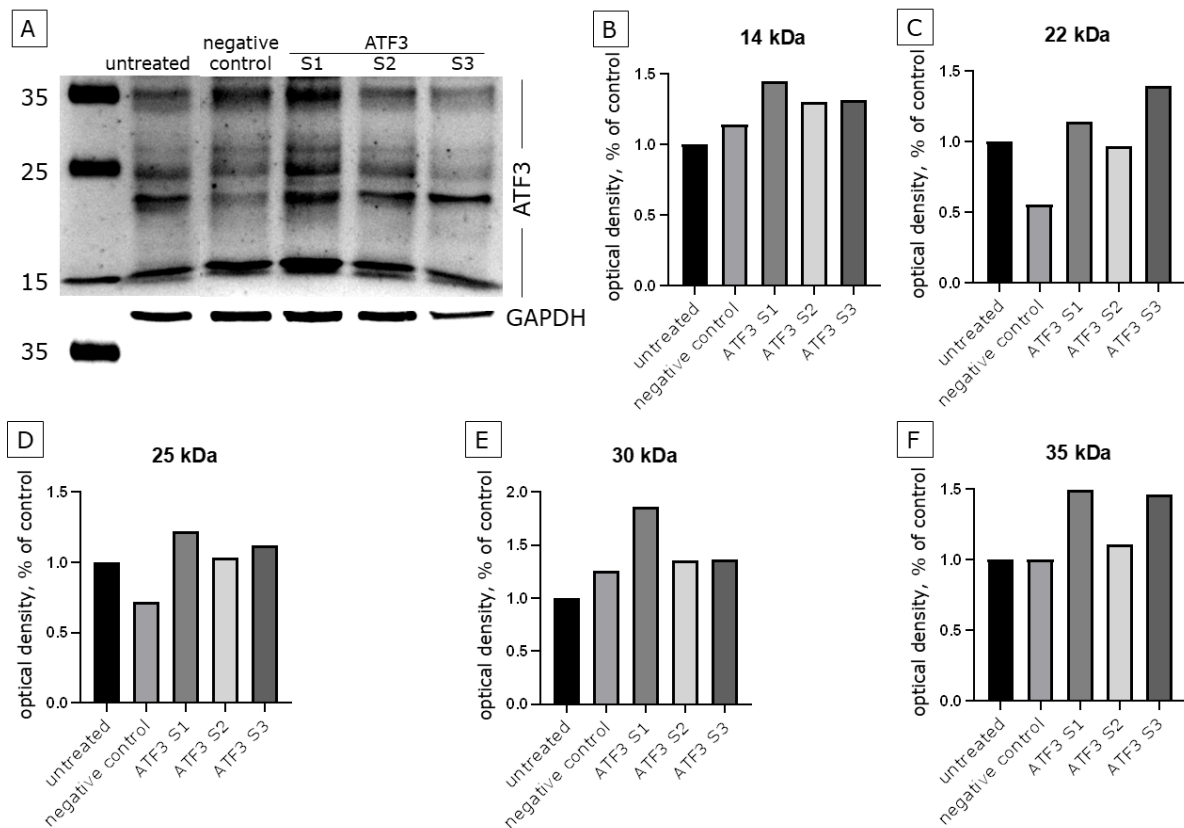 A
untreated
negative
control
ATF3
S1 S2 S3
35
25
15
35
ATF3
GAPDH
B
14 kDa
optical density, % of control
1.5
1.0
0.5
0.0
untreated
negative control
ATF3 S1
ATF3 S2
ATF3 S3
C
22 kDa
optical density, % of control
1.5
1.0
0.5
0.0
untreated
negative control
ATF3 S1
ATF3 S2
ATF3 S3
D
25 kDa
optical density, % of control
1.5
1.0
0.5
0.0
untreated
negative control
ATF3 S1
ATF3 S2
ATF3 S3
E
30 kDa
optical density, % of control
2.0
1.5
1.0
0.5
0.0
untreated
negative control
ATF3 S1
ATF3 S2
ATF3 S3
F
35 kDa
optical density, % of control
1.5
1.0
0.5
0.0
untreated
negative control
ATF3 S1
ATF3 S2
ATF3 S3